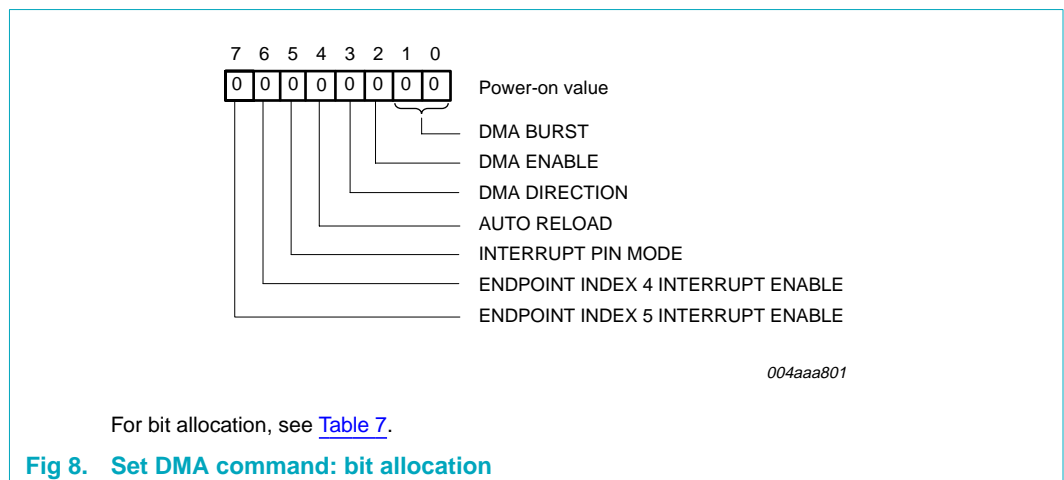 7 6 5 4 3 2 1 0
0 0 0 0 0 0 0 0 Power-on value
DMA BURST
DMA ENABLE
DMA DIRECTION
AUTO RELOAD
INTERRUPT PIN MODE
ENDPOINT INDEX 4 INTERRUPT ENABLE
ENDPOINT INDEX 5 INTERRUPT ENABLE
004aaa801
For bit allocation, see Table 7.
Fig 8. Set DMA command: bit allocation